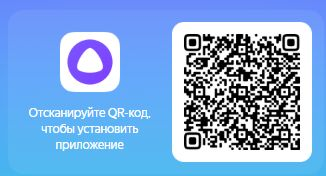 Отсканируйте QR-код,
чтобы установить
приложение